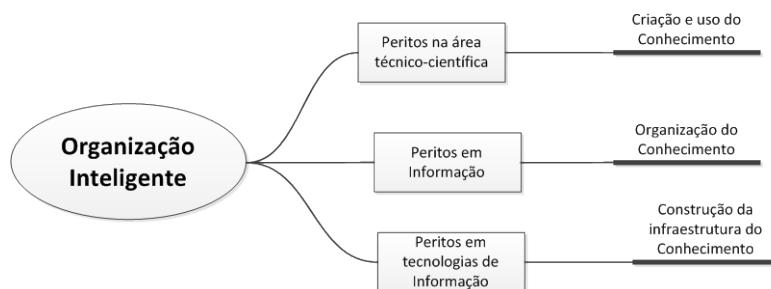 Organização
Inteligente
Peritos na área
técnico-científica
Criação e uso do
Conhecimento
Peritos em
Informação
Organização do
Conhecimento
Peritos em
tecnologias de
Informação
Construção da
infraestrutura do
Conhecimento